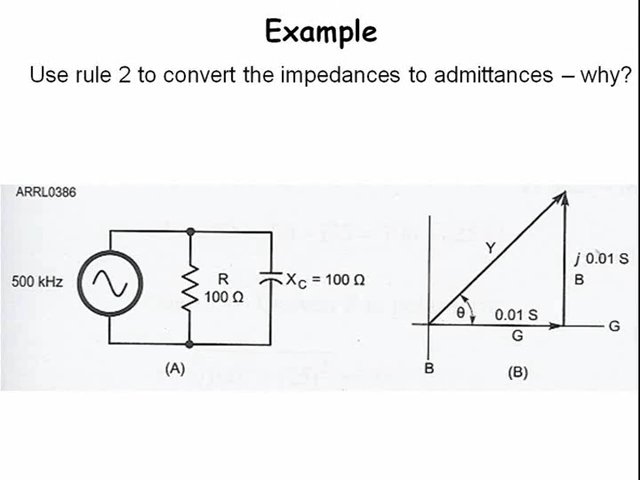 Example
Use rule 2 to convert the impedances to admittances – why?
ARRL0386
500 kHz
R
100 Ω
XC = 100 Ω
(A)
Y
θ
0.01 S
G
j 0.01 S
B
G
B
(B)